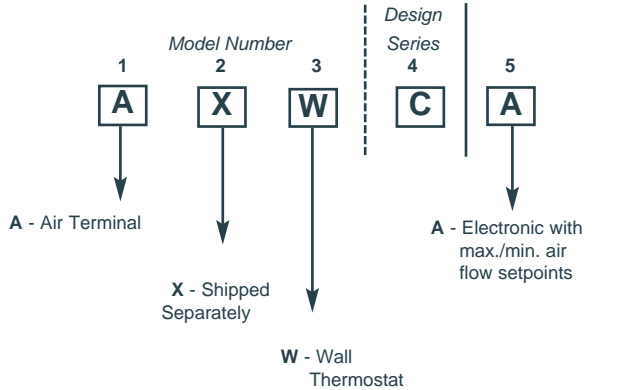 Design
Model Number Series
1 2 3 4 5
A X W C A
A - Air Terminal
A - Electronic with
max./min. air
flow setpoints
X - Shipped
Separately
W - Wall
Thermostat